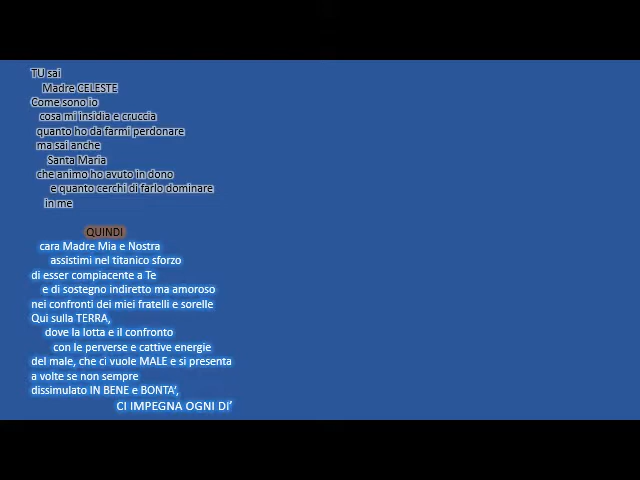 TU sai
Madre CELESTE
Come sono io
cosa mi insidia e cruccia
quanto ho da farmi perdonare
ma sai anche
Santa Maria
che animo ho avuto in dono
e quanto cerchi di farlo dominare
in me
QUINDI
cara Madre Mia e Nostra
assistimi nel titanico sforzo
di esser compiacente a Te
e di sostegno indiretto ma amoroso
nei confronti dei miei fratelli e sorelle
Qui sulla TERRA,
dove la lotta e il confronto
con le perverse e cattive energie
del male, che ci vuole MALE e si presenta
a volte se non sempre
dissimulato IN BENE e BONTA',
CI IMPEGNA OGNI DI'